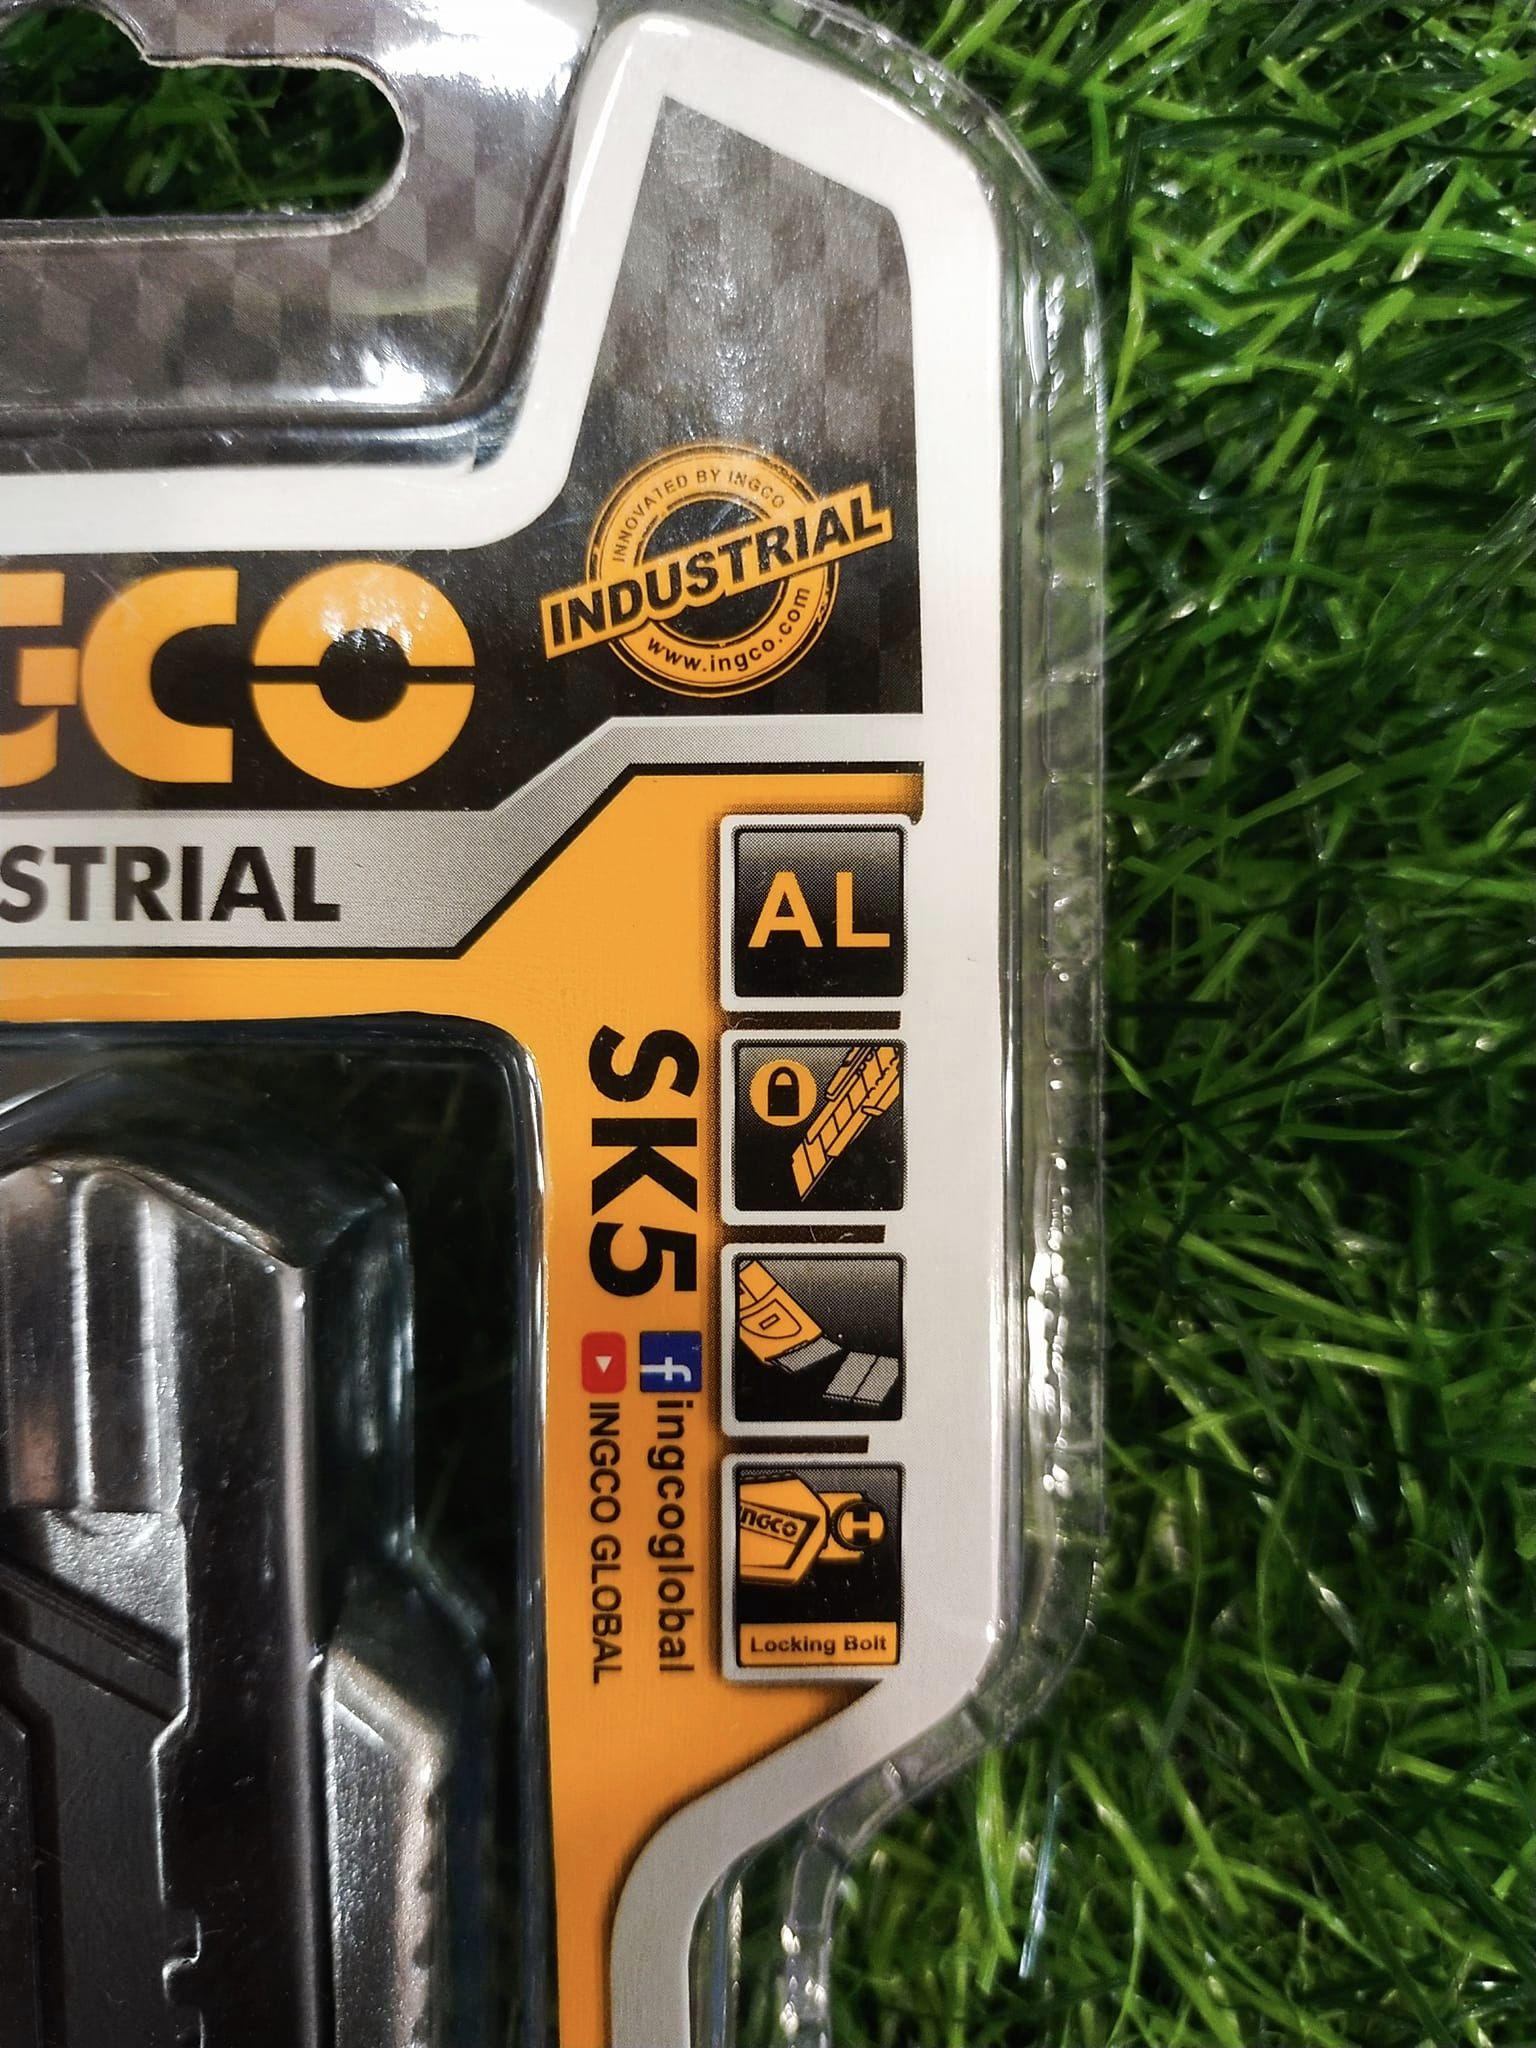 INNOVATED BY INGCO
INDUSTRIAL
www.ingco.com
GCO
STRIAL
AL
SK5
ingcoglobal
INGCO GLOBAL
INGCO
Locking Bolt